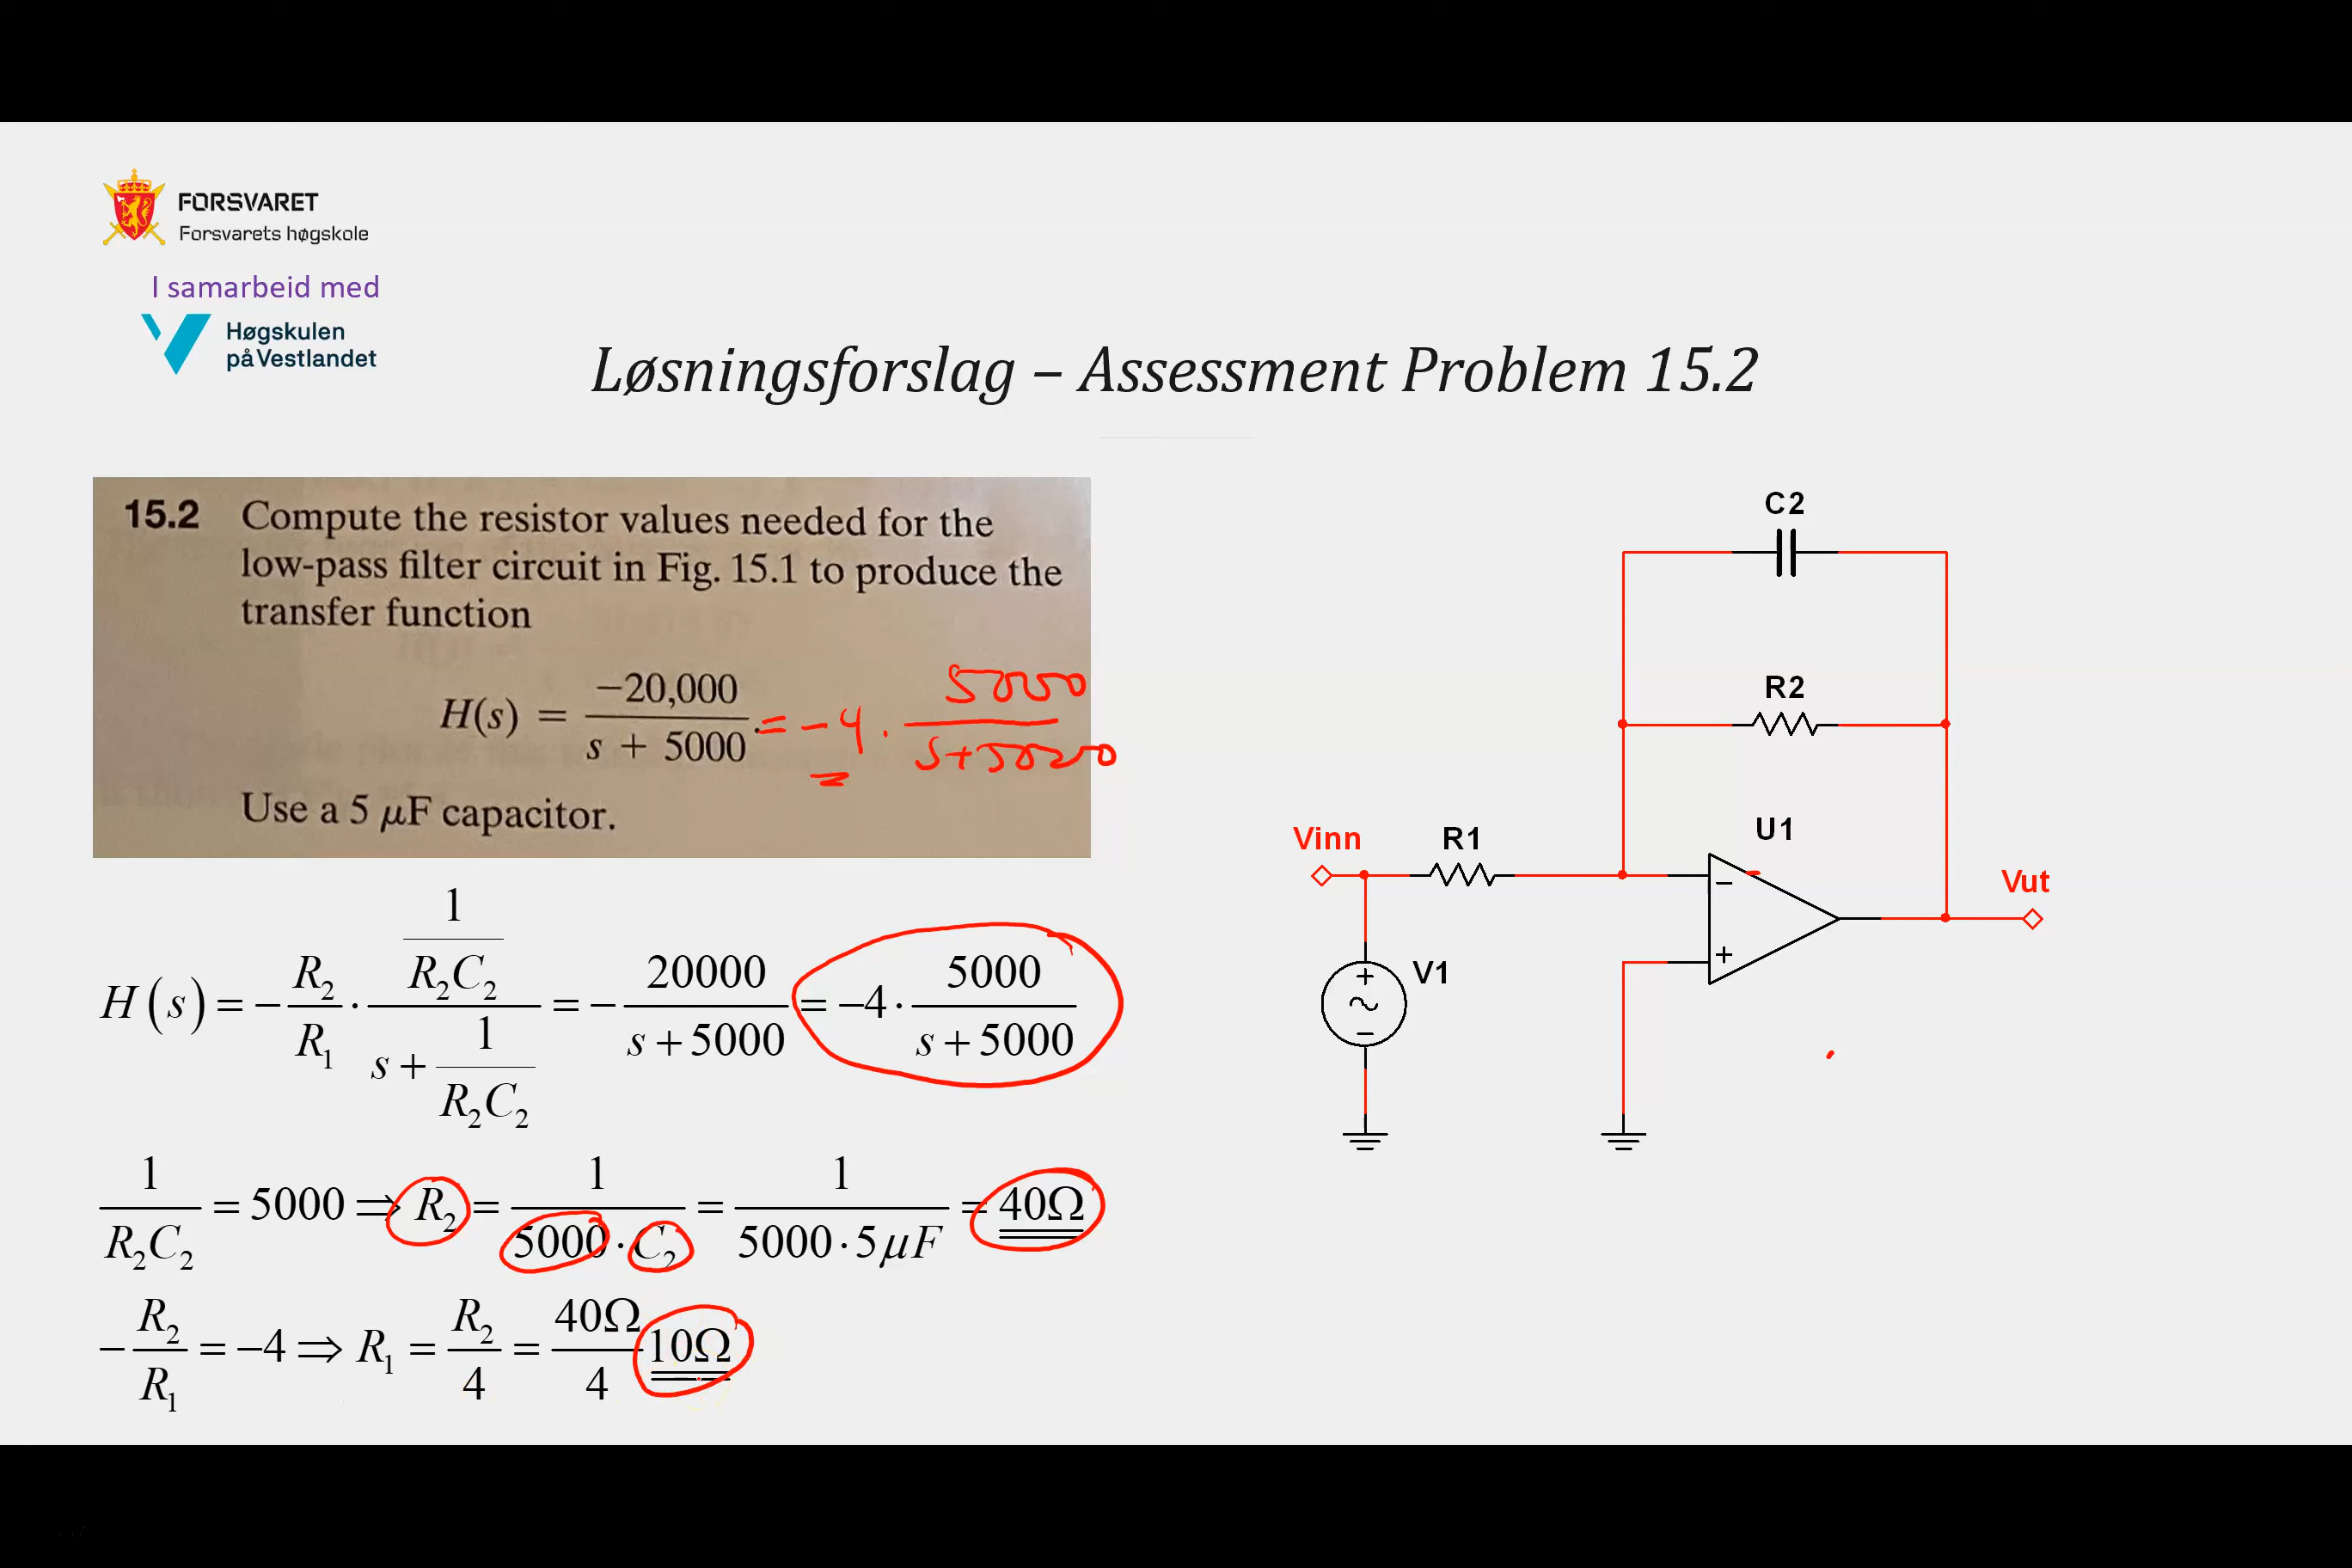 FORSVARET
Forsvarets høgskole
I samarbeid med
Høgskulen
på Vestlandet
Løsningsforslag – Assessment Problem 15.2
15.2 Compute the resistor values needed for the
low-pass filter circuit in Fig. 15.1 to produce the
transfer function
H(s) = −20,000 / (s + 5000) . = −4 · 5000 / (s+5000)
Use a 5 μF capacitor.
H(s) = −R₂/R₁ · (1/(R₂C₂)) / (s + 1/(R₂C₂)) = − 20000 / (s + 5000) = −4 · 5000 / (s + 5000)
1/(R₂C₂) = 5000 ⇒ R₂ = 1/(5000 · C₂) = 1/(5000 · 5μF) = 40Ω
−R₂/R₁ = −4 ⇒ R₁ = R₂/4 = 40Ω/4 10Ω
C2
R2
U1
Vinn
R1
−
Vut
+
+
V1
−